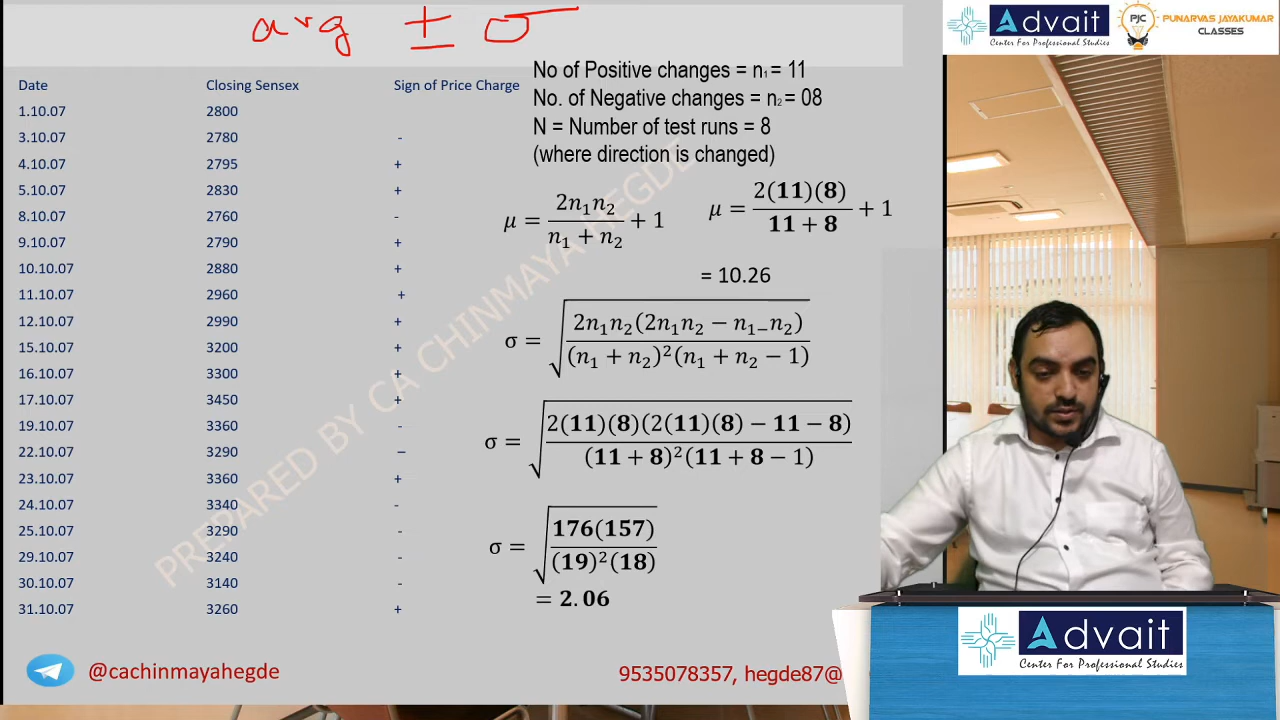 avg ± σ
Advait
Center For Professional Studies
PJC
PUNARVAS JAYAKUMAR
CLASSES
Date Closing Sensex Sign of Price Charge
1.10.07 2800
3.10.07 2780 -
4.10.07 2795 +
5.10.07 2830 +
8.10.07 2760 -
9.10.07 2790 +
10.10.07 2880 +
11.10.07 2960 +
12.10.07 2990 +
15.10.07 3200 +
16.10.07 3300 +
17.10.07 3450 +
19.10.07 3360 -
22.10.07 3290 –
23.10.07 3360 +
24.10.07 3340 -
25.10.07 3290 -
29.10.07 3240 -
30.10.07 3140 -
31.10.07 3260 +
No of Positive changes = n₁ = 11
No. of Negative changes = n₂ = 08
N = Number of test runs = 8
(where direction is changed)
μ = 2n₁n₂ / (n₁ + n₂) + 1
μ = 2(11)(8) / (11 + 8) + 1
= 10.26
σ = √(2n₁n₂(2n₁n₂ − n₁₋n₂) / (n₁ + n₂)²(n₁ + n₂ − 1))
σ = √(2(11)(8)(2(11)(8) − 11 − 8) / (11 + 8)²(11 + 8 − 1))
σ = √(176(157) / (19)²(18))
= 2.06
PREPARED BY CA CHINMAYA HEGDE
@cachinmayahegde
9535078357, hegde87@
Advait
Center For Professional Studies